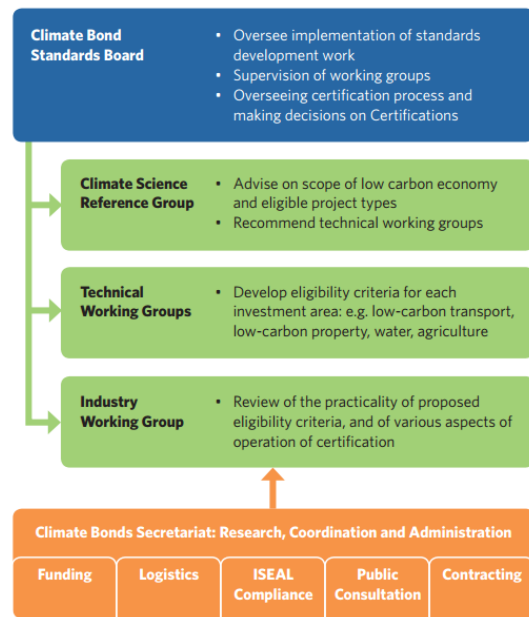 Climate Bond
Standards Board
• Oversee implementation of standards
development work
• Supervision of working groups
• Overseeing certification process and
making decisions on Certifications
Climate Science
Reference Group
• Advise on scope of low carbon economy
and eligible project types
• Recommend technical working groups
Technical
Working Groups
• Develop eligibility criteria for each
investment area: e.g. low-carbon transport,
low-carbon property, water, agriculture
Industry
Working Group
• Review of the practicality of proposed
eligibility criteria, and of various aspects of
operation of certification
Climate Bonds Secretariat: Research, Coordination and Administration
Funding
Logistics
ISEAL
Compliance
Public
Consultation
Contracting